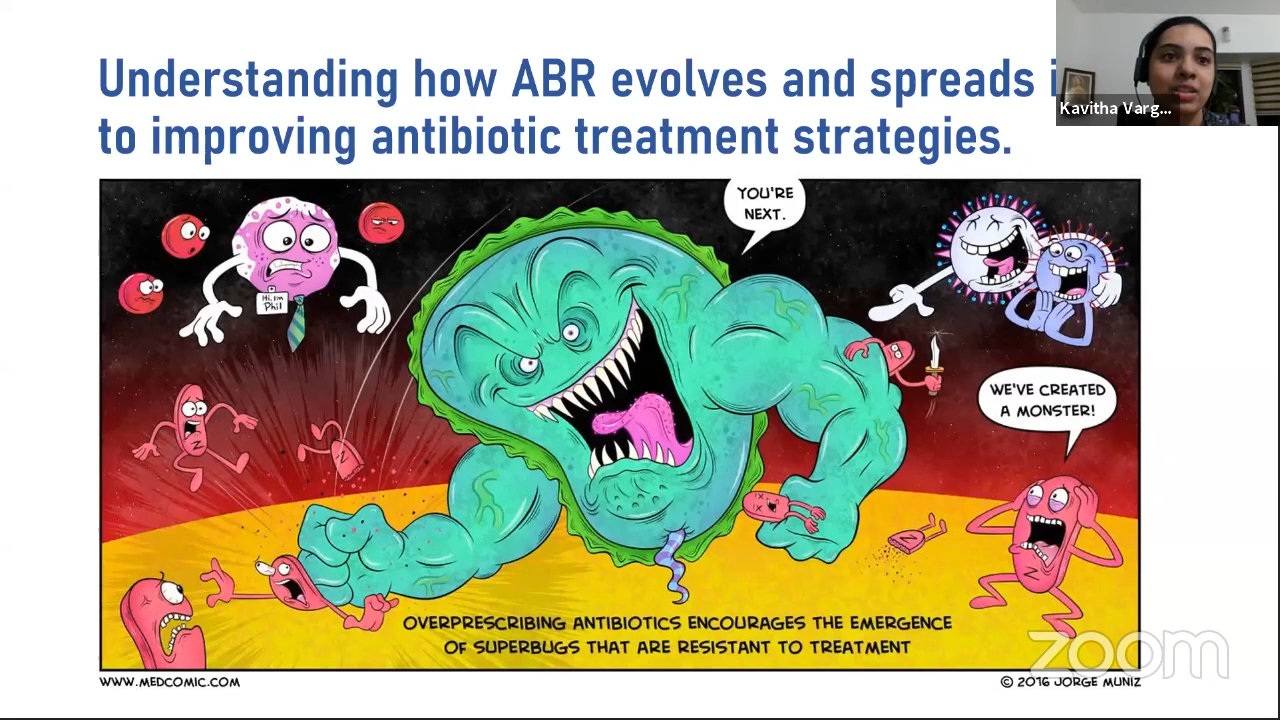 Understanding how ABR evolves and spreads
to improving antibiotic treatment strategies.
Kavitha Varg...
YOU'RE
NEXT.
Hi, I'm
Phil
WE'VE CREATED
A MONSTER!
N
N
N
N
OVERPRESCRIBING ANTIBIOTICS ENCOURAGES THE EMERGENCE
OF SUPERBUGS THAT ARE RESISTANT TO TREATMENT
WWW.MEDCOMIC.COM
© 2016 JORGE MUNIZ
zoom